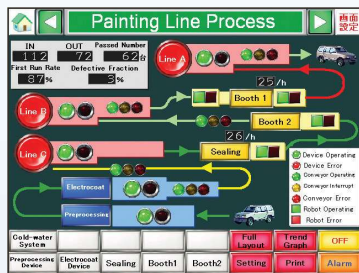 Painting Line Process
画面
設定
IN OUT Passed Number
112 72 62台
First Run Rate Defective Fraction
87% 3%
Line A
25/h
Booth 1
Line B
Booth 2
26/h
Line C
Sealing
Electrocoat
Preprocessing
Device Operating
Device Error
Conveyor Operating
Conveyor Interrupt
Conveyor Error
Robot Operating
Robot Error
Cold-water
System
Full
Layout
Trend
Graph
OFF
Preprocessing
Device
Electrocoat
Device
Sealing
Booth1
Booth2
Setting
Print
Alarm